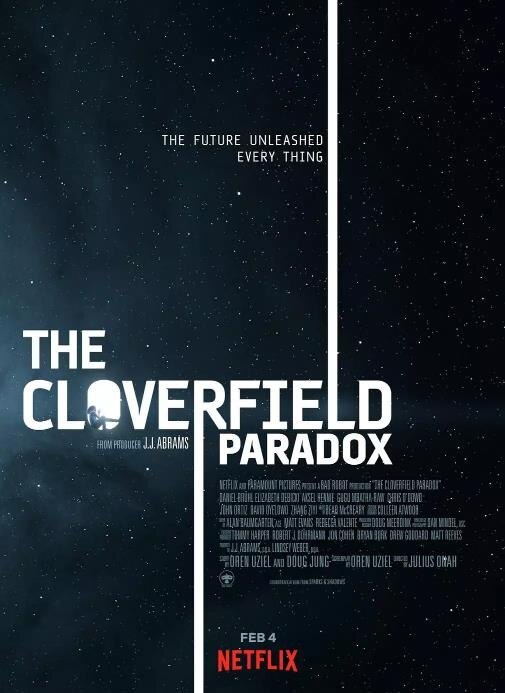 THE FUTURE UNLEASHED
EVERY THING
THE
CLOVERFIELD
PARADOX
FROM PRODUCER J.J. ABRAMS
NETFLIX AND PARAMOUNT PICTURES PRESENT A BAD ROBOT PRODUCTION "THE CLOVERFIELD PARADOX"
DANIEL BRÜHL ELIZABETH DEBICKI AKSEL HENNIE GUGU MBATHA-RAW CHRIS O'DOWD
JOHN ORTIZ DAVID OYELOWO ZHANG ZIYI BEAR McCREARY COLLEEN ATWOOD
ALAN BAUMGARTEN, MATT EVANS REBECCA VALENTE DOUG MEERDINK DAN MINDEL,
TOMMY HARPER ROBERT J. DOHRMANN JON COHEN BRYAN BURK DREW GODDARD MATT REEVES
J.J. ABRAMS, LINDSEY WEBER,
OREN UZIEL AND DOUG JUNG OREN UZIEL JULIUS ONAH
FEB 4
NETFLIX